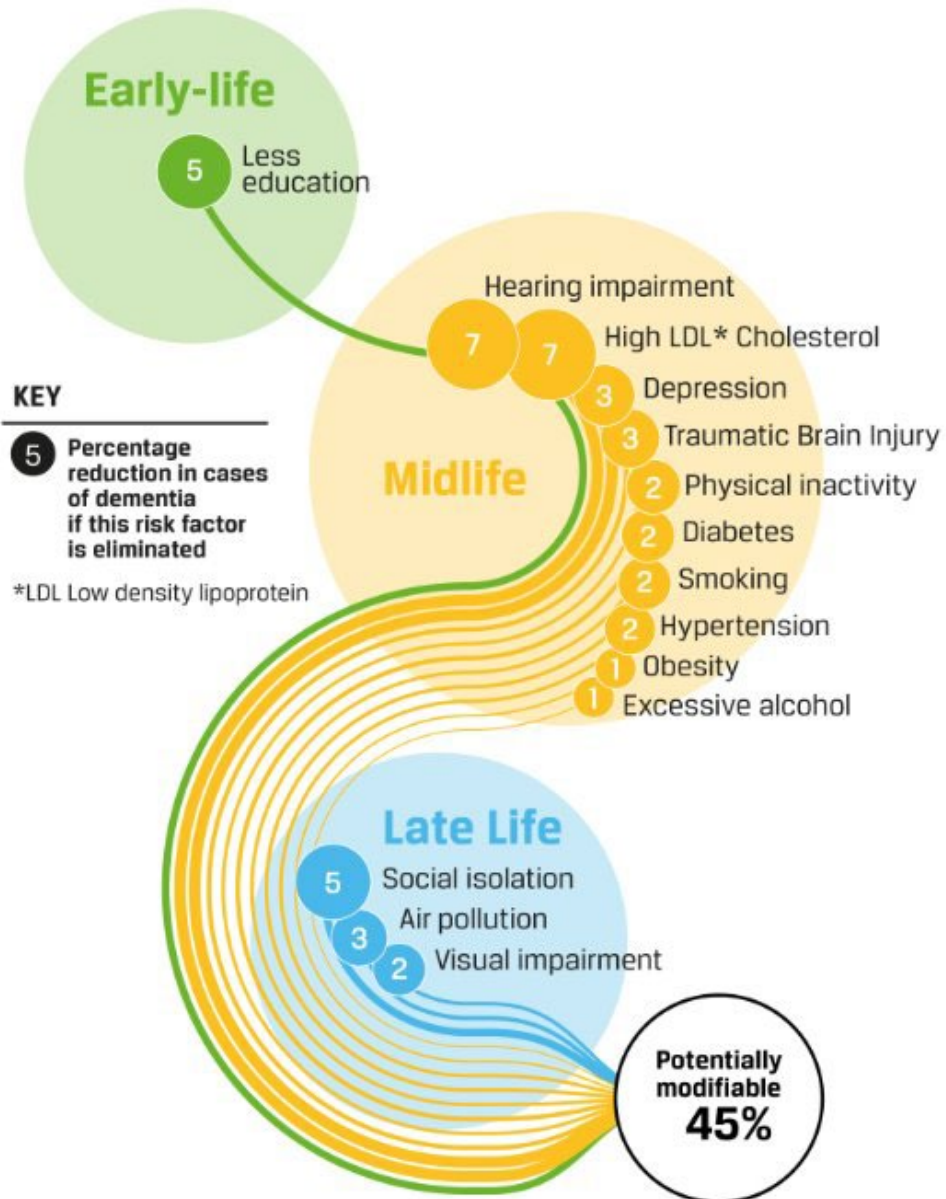 Early-life
5
Less
education
Hearing impairment
7
7
High LDL* Cholesterol
3
Depression
3
Traumatic Brain Injury
Midlife
2
Physical inactivity
2
Diabetes
2
Smoking
2
Hypertension
1
Obesity
1
Excessive alcohol
KEY
5
Percentage
reduction in cases
of dementia
if this risk factor
is eliminated
*LDL Low density lipoprotein
Late Life
5
Social isolation
3
Air pollution
2
Visual impairment
Potentially
modifiable
45%